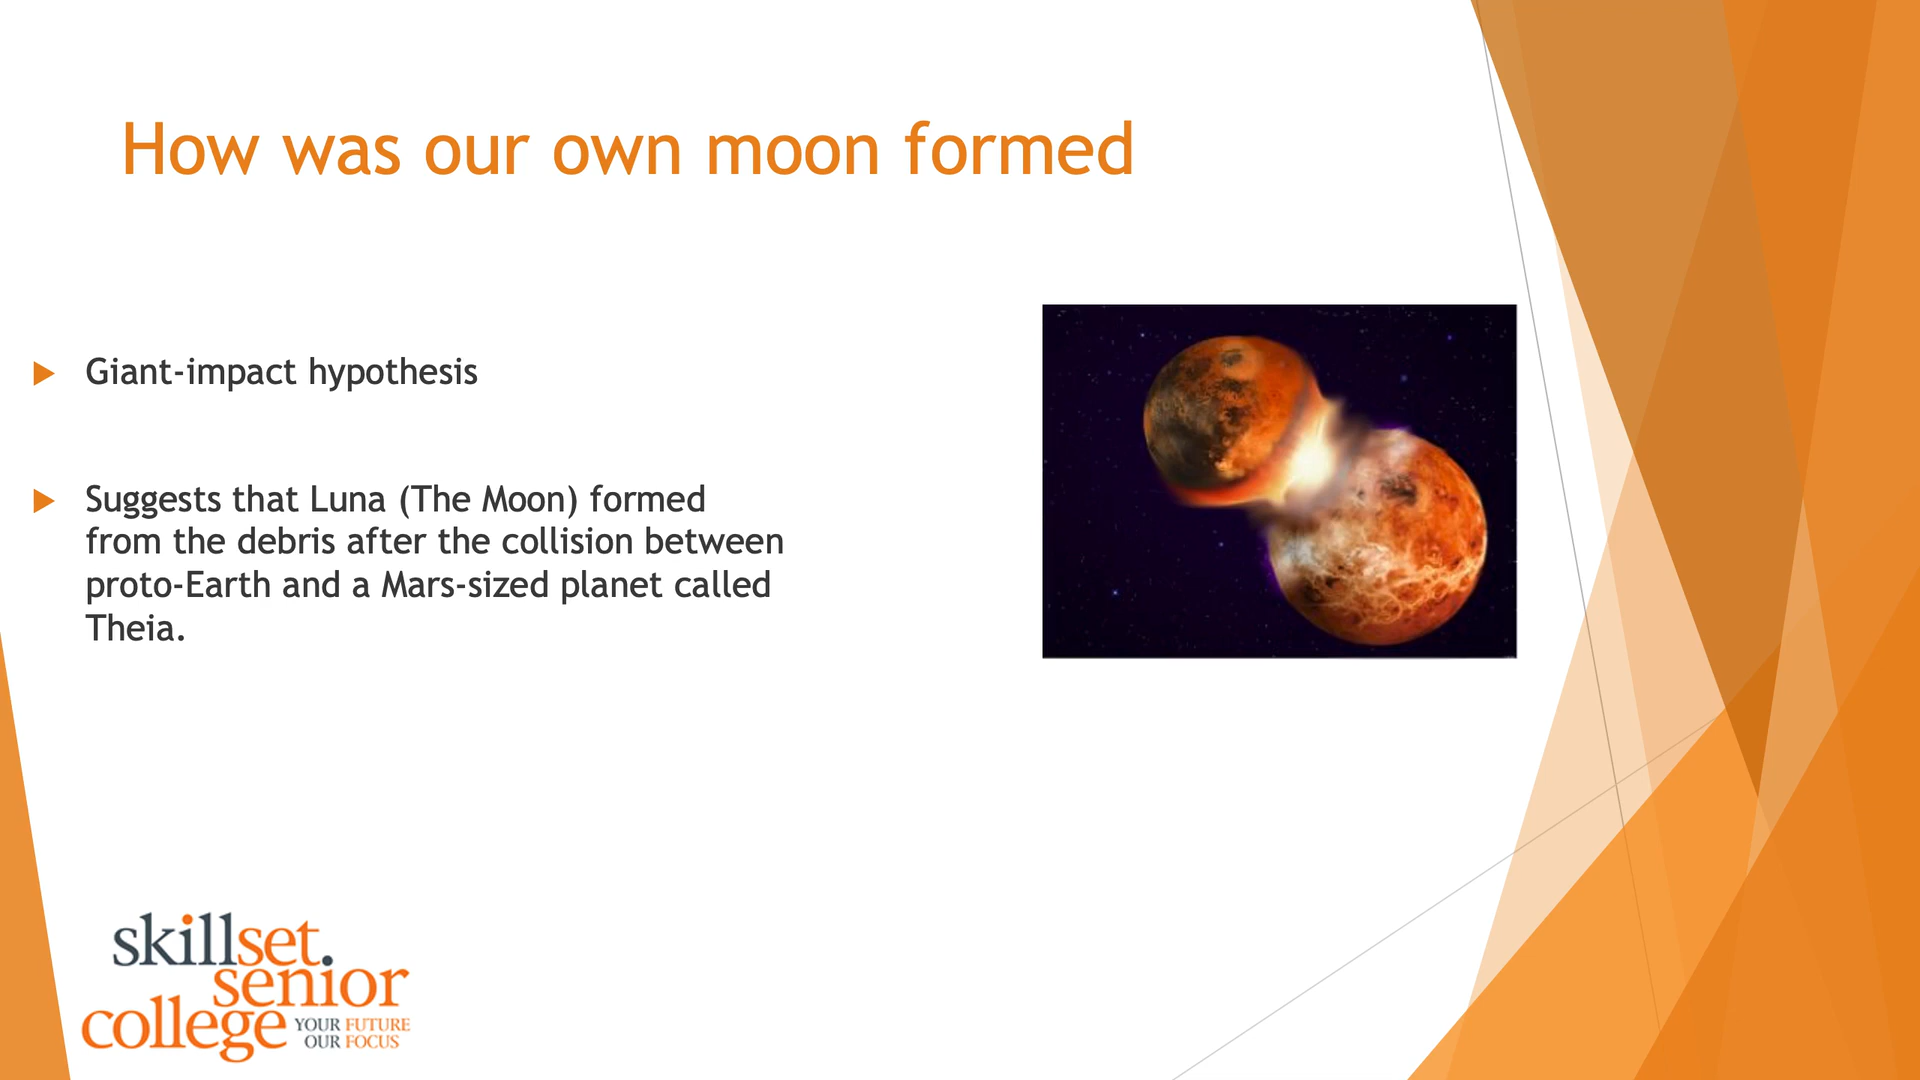 How was our own moon formed
Giant-impact hypothesis
Suggests that Luna (The Moon) formed
from the debris after the collision between
proto-Earth and a Mars-sized planet called
Theia.
skillset.
senior
college
YOUR FUTURE
OUR FOCUS